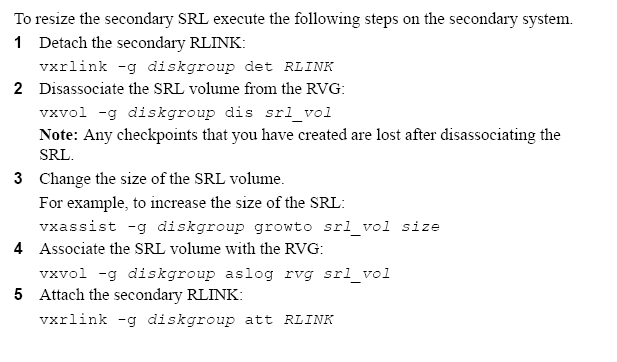 To resize the secondary SRL execute the following steps on the secondary system.
1 Detach the secondary RLINK:
vxrlink -g diskgroup det RLINK
2 Disassociate the SRL volume from the RVG:
vxvol -g diskgroup dis srl_vol
Note: Any checkpoints that you have created are lost after disassociating the
SRL.
3 Change the size of the SRL volume.
For example, to increase the size of the SRL:
vxassist -g diskgroup growto srl_vol size
4 Associate the SRL volume with the RVG:
vxvol -g diskgroup aslog rvg srl_vol
5 Attach the secondary RLINK:
vxrlink -g diskgroup att RLINK